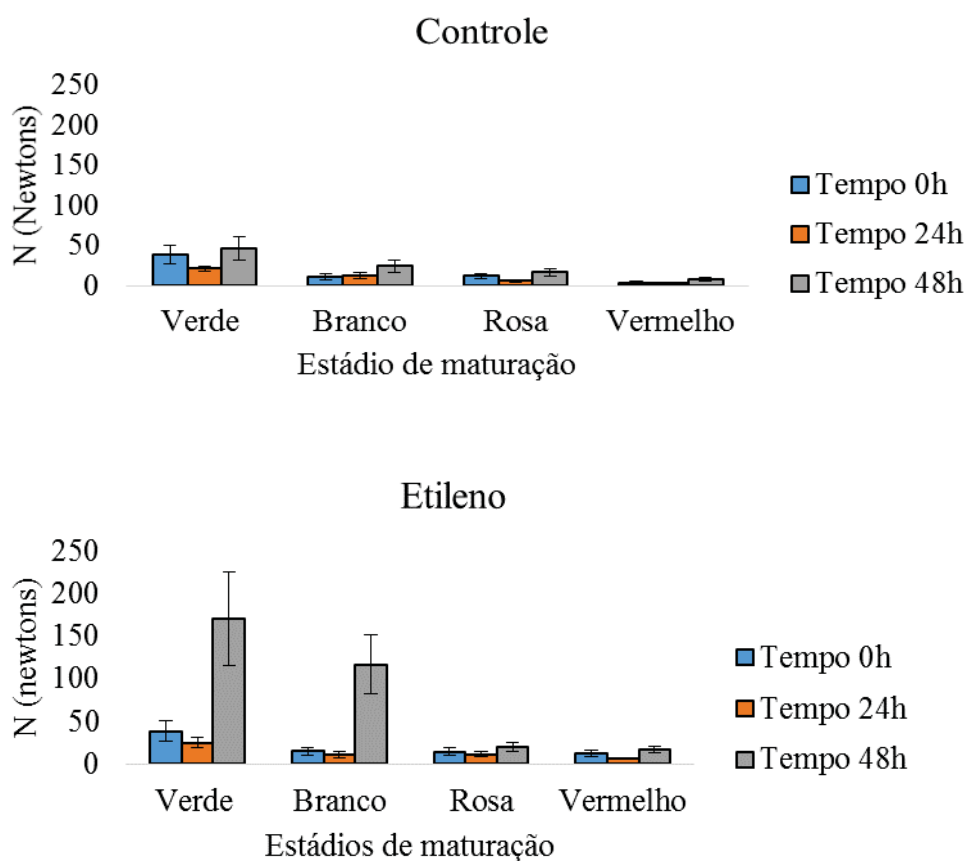 Controle
N (Newtons)
250
200
150
100
50
0
Verde Branco Rosa Vermelho
Estádio de maturação
Tempo 0h
Tempo 24h
Tempo 48h
Etileno
N (newtons)
250
200
150
100
50
0
Verde Branco Rosa Vermelho
Estádios de maturação
Tempo 0h
Tempo 24h
Tempo 48h